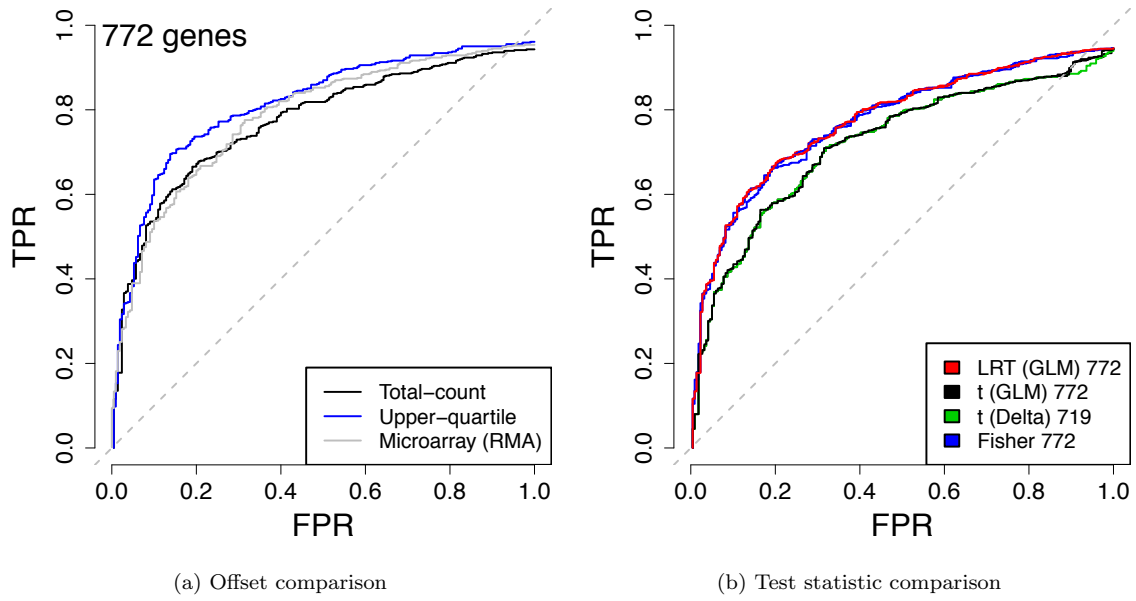 772 genes
TPR
1.0
0.8
0.6
0.4
0.2
0.0
0.0 0.2 0.4 0.6 0.8 1.0
FPR
Total−count
Upper−quartile
Microarray (RMA)
(a) Offset comparison
TPR
1.0
0.8
0.6
0.4
0.2
0.0
0.0 0.2 0.4 0.6 0.8 1.0
FPR
LRT (GLM) 772
t (GLM) 772
t (Delta) 719
Fisher 772
(b) Test statistic comparison